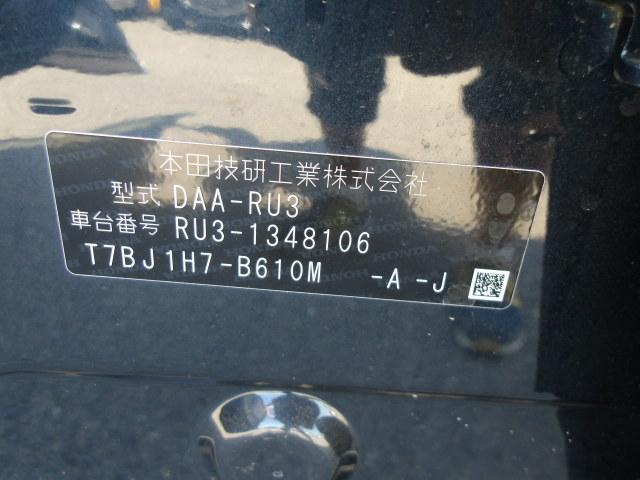 本田技研工業株式会社
型式 DAA-RU3
車台番号 RU3-1348106
T7BJ1H7-B610M -A -J